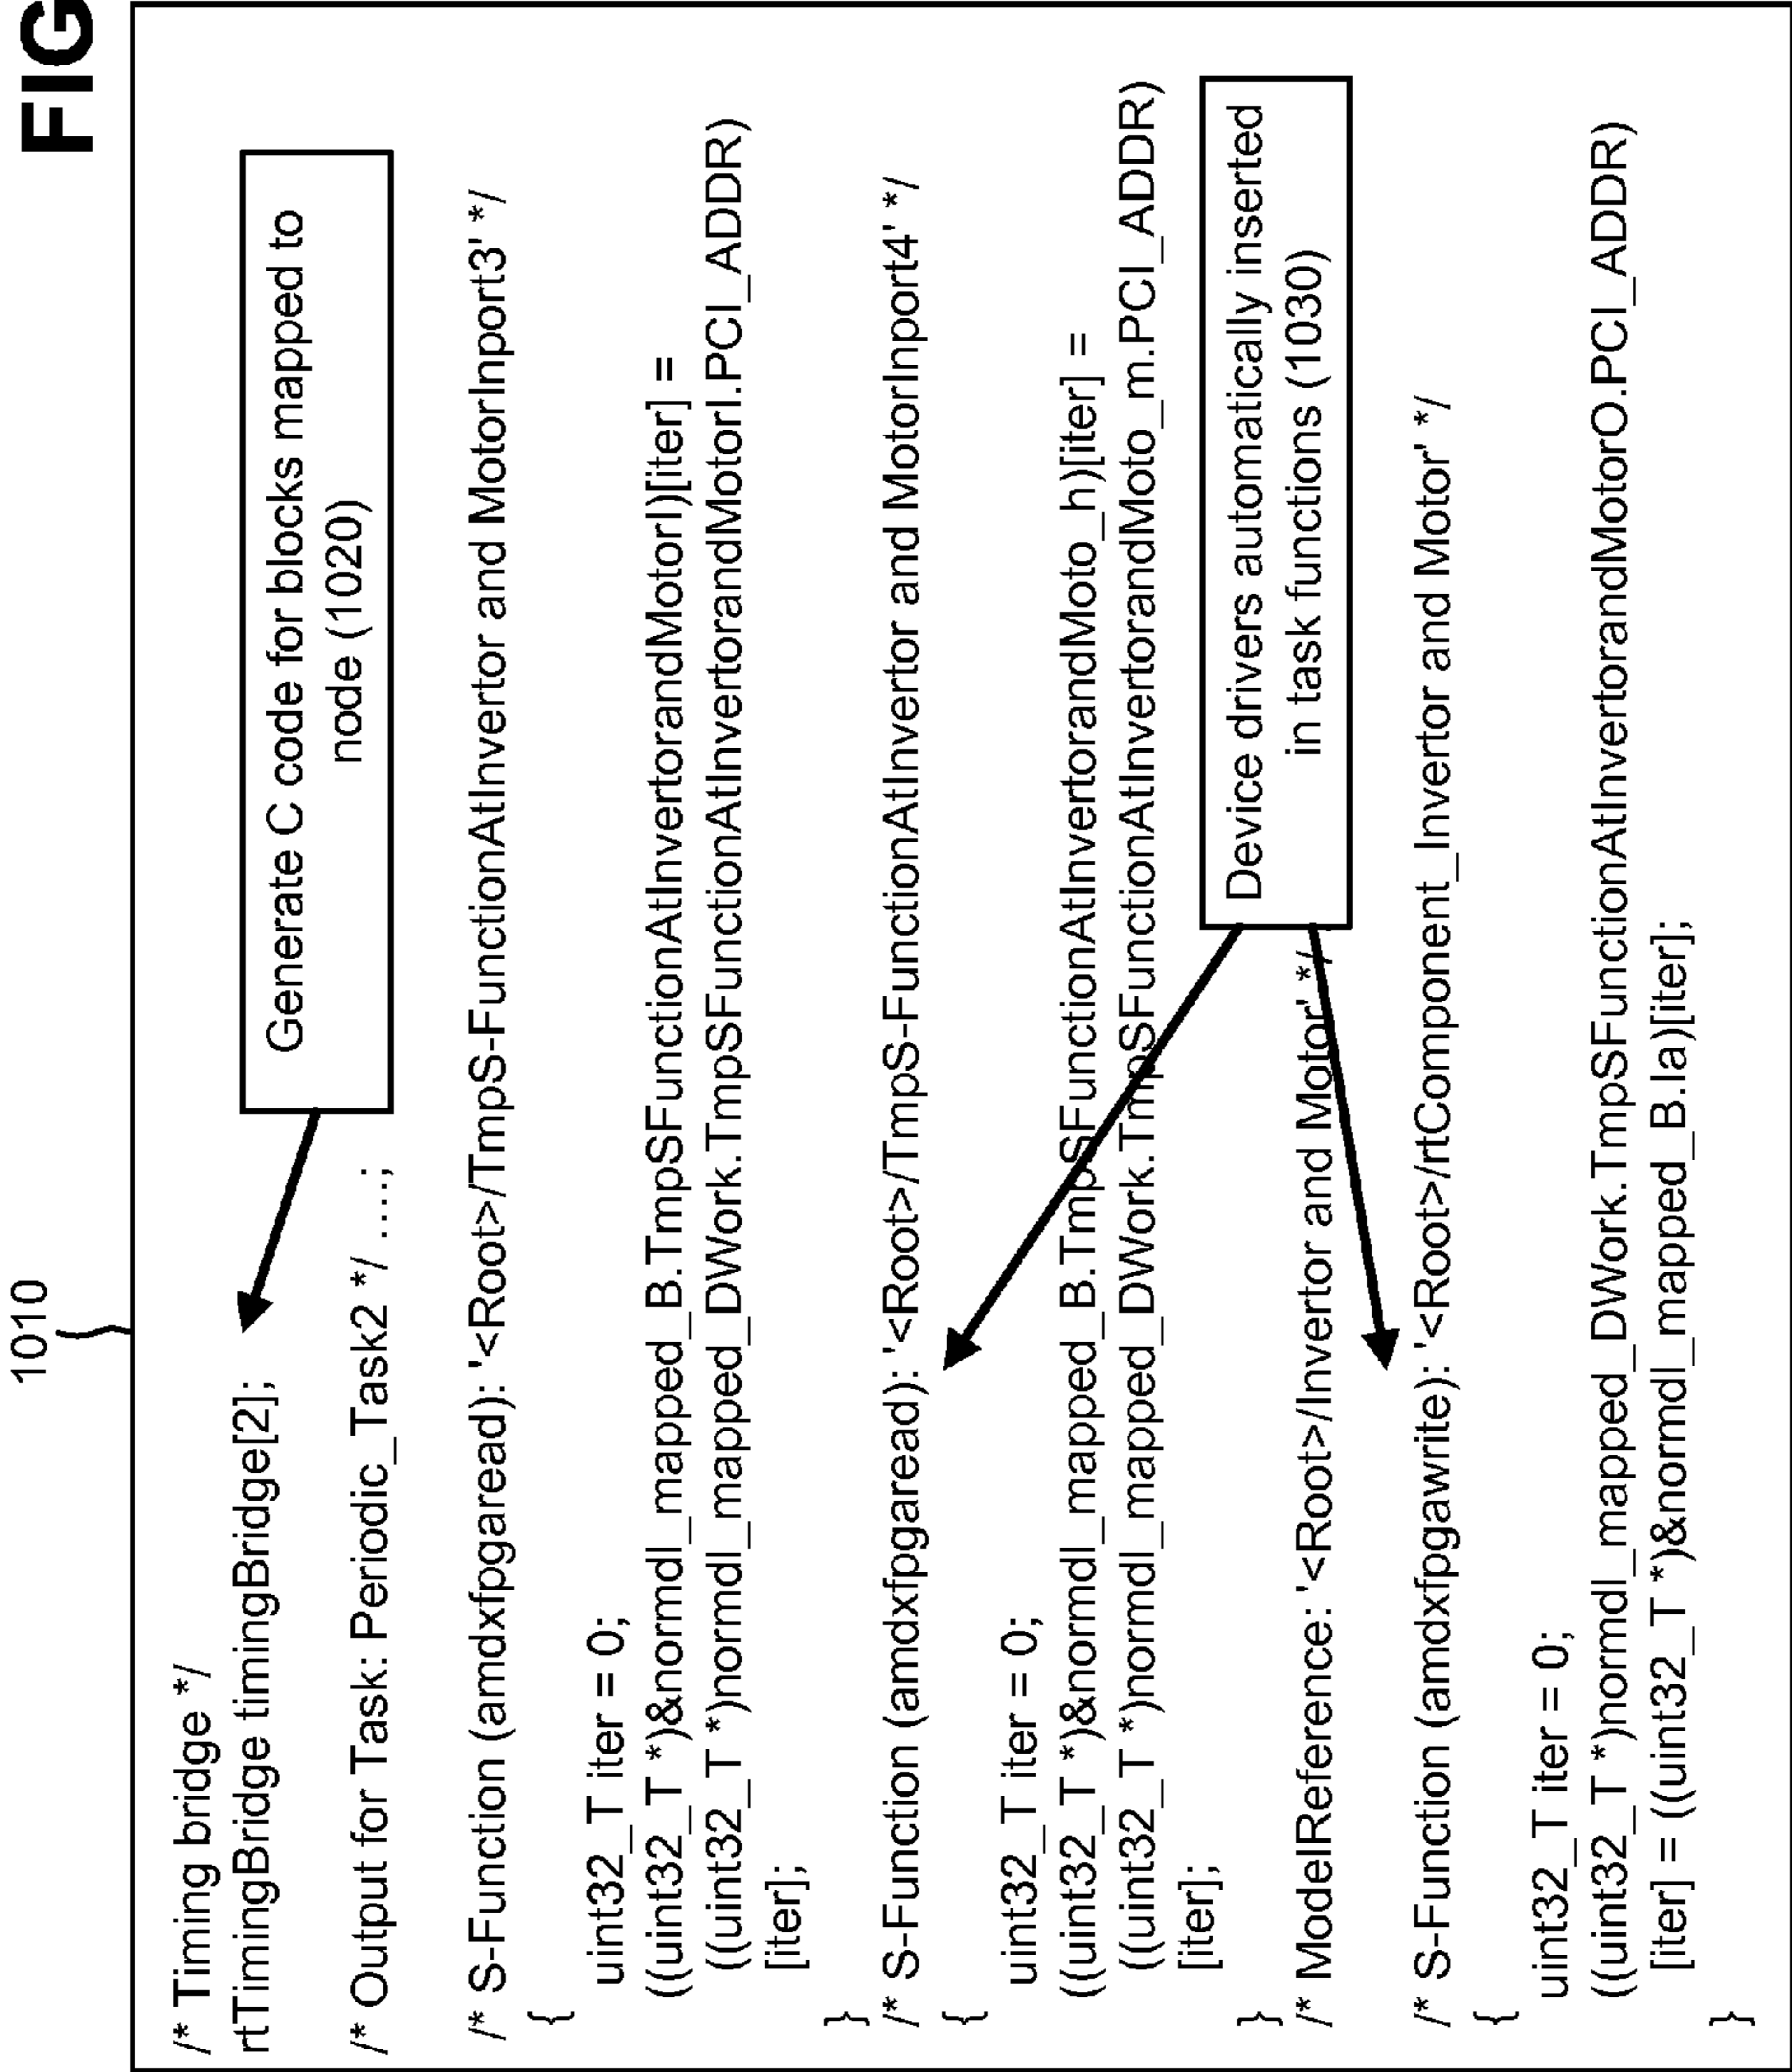 FIG
1010
/* Timing bridge */
rtTimingBridge timingBridge[2];
Generate C code for blocks mapped to
node (1020)
/* Output for Task: Periodic_Task2 */ ....;
/* S-Function (amdxfpgaread): '<Root>/TmpS-FunctionAtInvertor and MotorInport3' */
{
uint32_T iter = 0;
((uint32_T *)&normdl_mapped_B.TmpSFunctionAtInvertorandMotorI)[iter] =
((uint32_T *)normdl_mapped_DWork.TmpSFunctionAtInvertorandMotorI.PCI_ADDR)
[iter];
}
/* S-Function (amdxfpgaread): '<Root>/TmpS-FunctionAtInvertor and MotorInport4' */
{
uint32_T iter = 0;
((uint32_T *)&normdl_mapped_B.TmpSFunctionAtInvertorandMoto_h)[iter] =
((uint32_T *)normdl_mapped_DWork.TmpSFunctionAtInvertorandMoto_m.PCI_ADDR)
[iter];
}
Device drivers automatically inserted
in task functions (1030)
/* ModelReference: '<Root>/Invertor and Motor' */
/* S-Function (amdxfpgawrite): '<Root>/rtComponent_Invertor and Motor' */
{
uint32_T iter = 0;
((uint32_T *)normdl_mapped_DWork.TmpSFunctionAtInvertorandMotorO.PCI_ADDR)
[iter] = ((uint32_T *)&normdl_mapped_B.Ia)[iter];
}